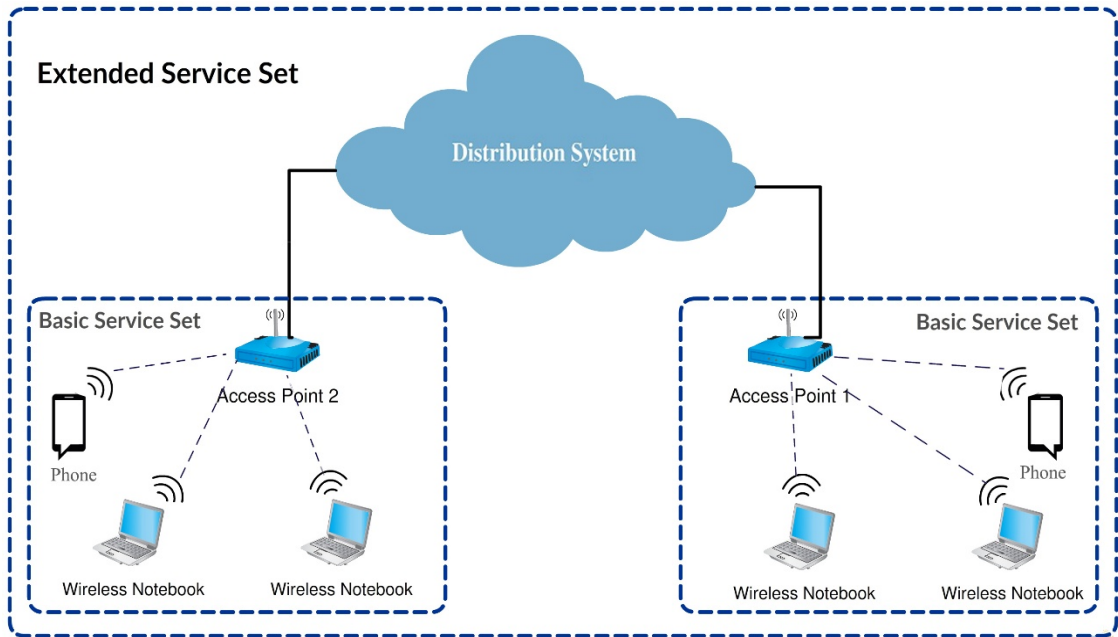 Extended Service Set
Distribution System
Basic Service Set
Access Point 2
Phone
Wireless Notebook
Wireless Notebook
Basic Service Set
Access Point 1
Phone
Wireless Notebook
Wireless Notebook